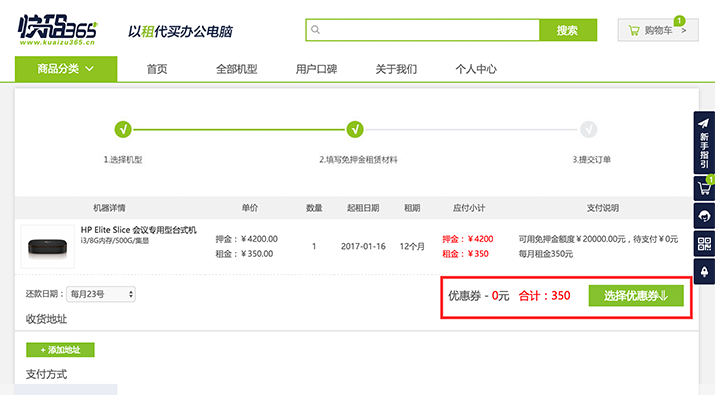 快租365
www.kuaizu365.cn
以租代买办公电脑
搜索
购物车 >
1
商品分类
首页
全部机型
用户口碑
关于我们
个人中心
1.选择机型
2.填写免押金租赁材料
3.提交订单
新手指引
1
机器详情
单价
数量
起租日期
租期
应付小计
支付说明
HP Elite Slice 会议专用型台式机
i3/8G内存/500G/集显
押金：￥4200.00
租金：￥350.00
1
2017-01-16
12个月
押金：￥4200
租金：￥350
可用免押金额度￥20000.00元，待支付￥0元
每月租金350元
还款日期：
每月23号
优惠券 - 0元 合计：350
选择优惠券⇓
收货地址
+ 添加地址
支付方式